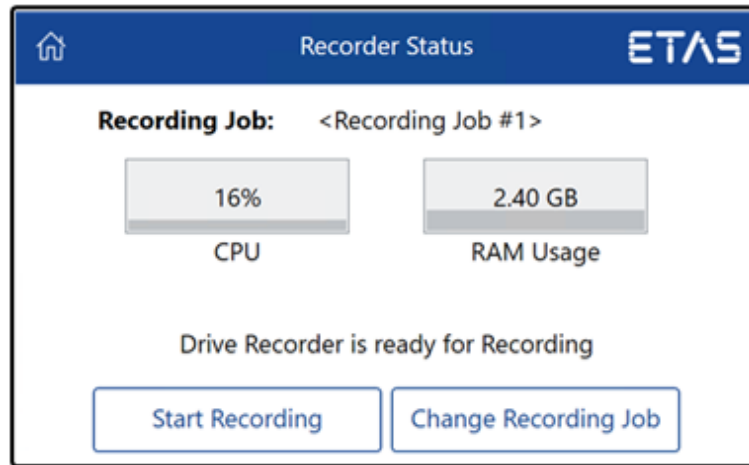 Recorder Status
ETAS
Recording Job: <Recording Job #1>
16%
2.40 GB
CPU
RAM Usage
Drive Recorder is ready for Recording
Start Recording
Change Recording Job